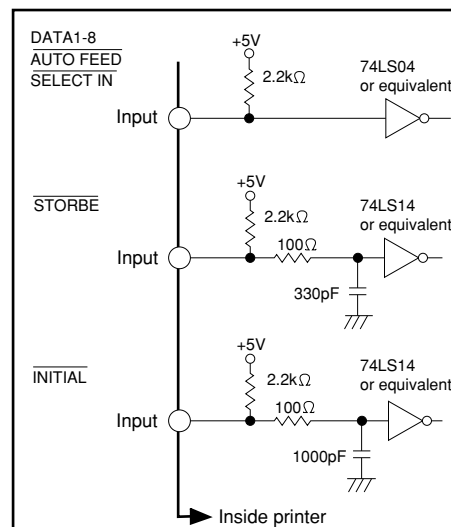 DATA1-8
AUTO FEED
SELECT IN
+5V
2.2kΩ
74LS04
or equivalent
Input
STORBE
+5V
2.2kΩ
100Ω
74LS14
or equivalent
Input
330pF
INITIAL
+5V
2.2kΩ
100Ω
74LS14
or equivalent
Input
1000pF
Inside printer